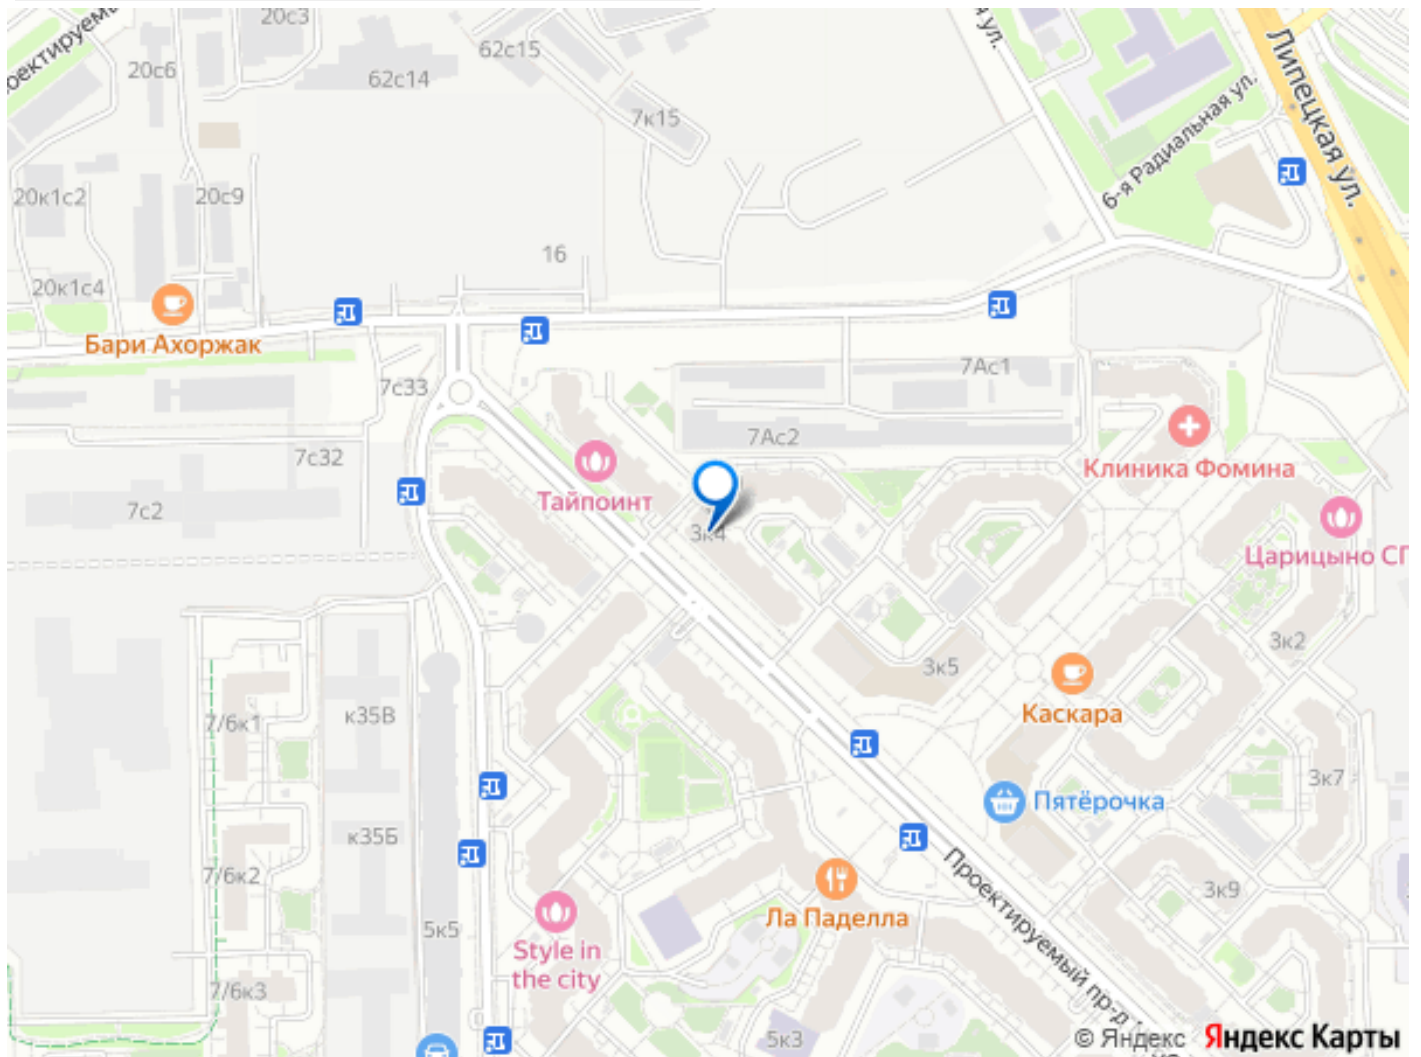 20с3
62с15
20с6
62с14
7к15
Липецкая ул.
6-я Радиальная ул.
20к1с2
20с9
16
20к1с4
Бари Ахоржак
7Ас1
7с33
7Ас2
7с32
Клиника Фомина
Тайпоинт
7с2
3к4
Царицыно СП
3к2
3к5
7/6к1
к35В
Каскара
3к7
Пятёрочка
к35Б
7/6к2
Проектируемый пр-д
3к9
Ла Паделла
5к5
Style in
the city
7/6к3
5к3
© Яндекс Яндекс Карты